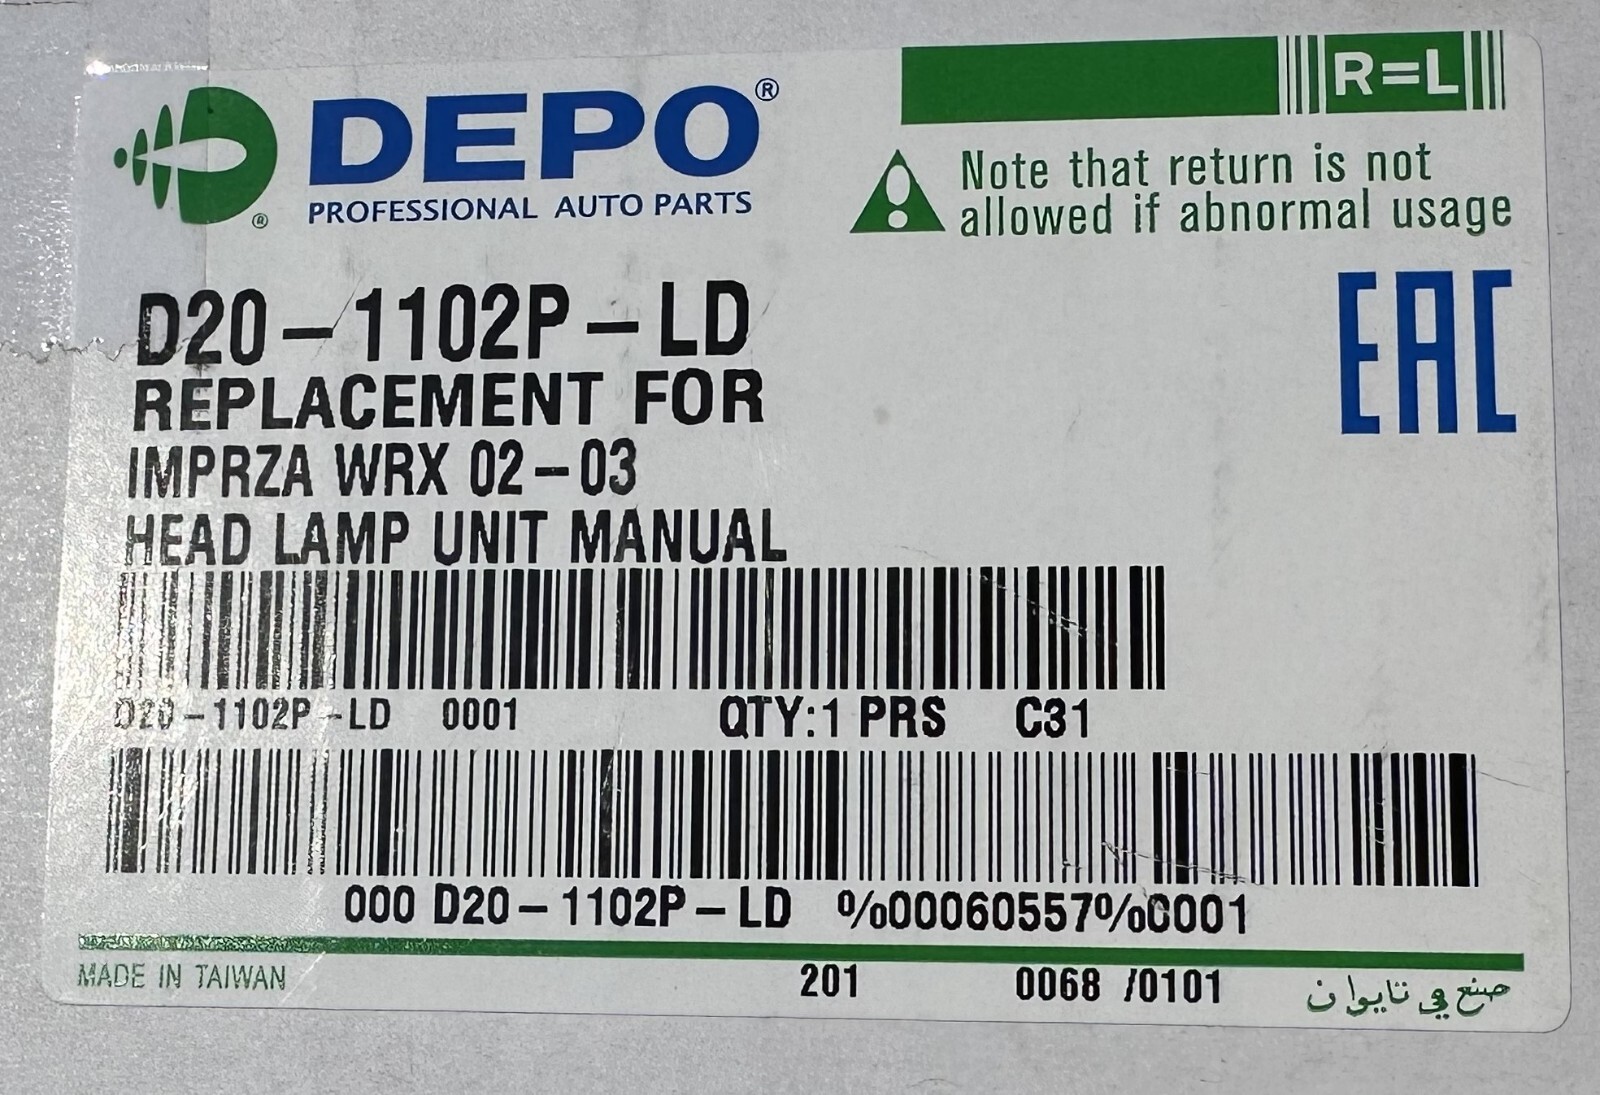 DEPO®
PROFESSIONAL AUTO PARTS
®
R=L
Note that return is not
allowed if abnormal usage
EAC
D20-1102P-LD
REPLACEMENT FOR
IMPRZA WRX 02-03
HEAD LAMP UNIT MANUAL
D20-1102P-LD 0001 QTY:1 PRS C31
000 D20-1102P-LD %00060557%0001
MADE IN TAIWAN 201 0068 /0101 صنع في تايوان